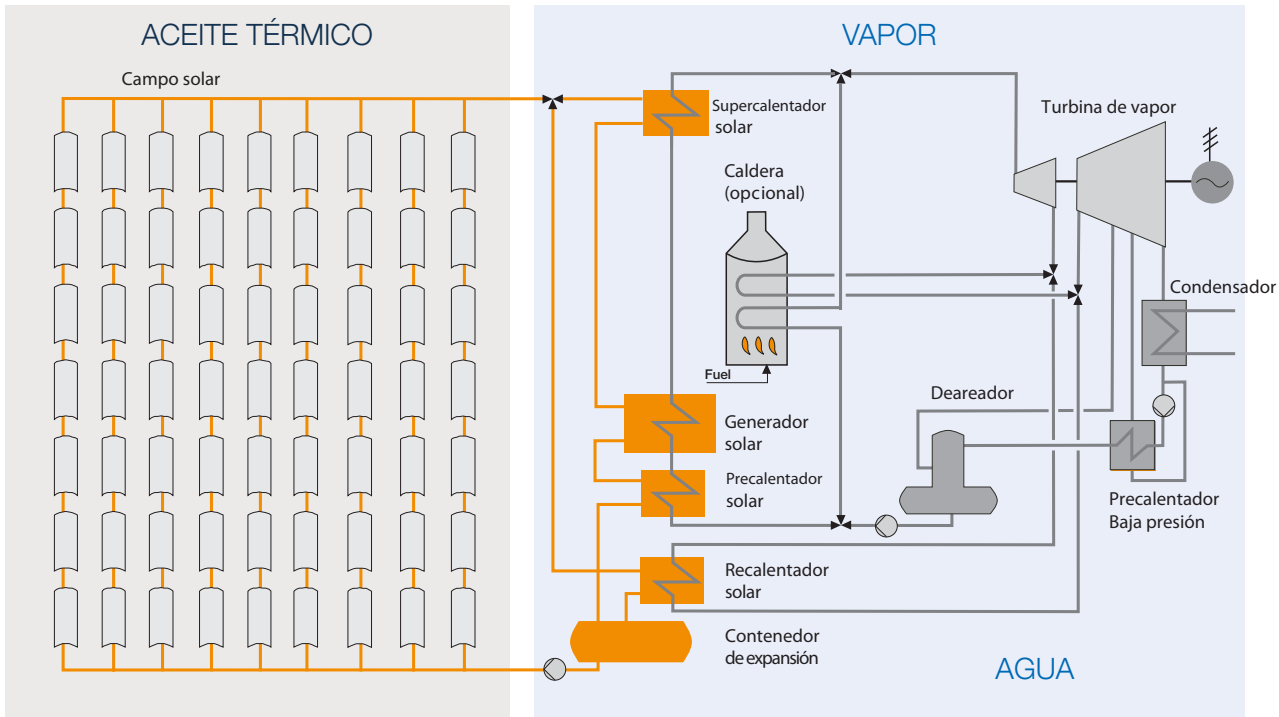 ACEITE TÉRMICO
VAPOR
Campo solar
Supercalentador
solar
Turbina de vapor
Caldera
(opcional)
Condensador
Fuel
Deareador
Generador
solar
Precalentador
solar
Precalentador
Baja presión
Recalentador
solar
Contenedor
de expansión
AGUA